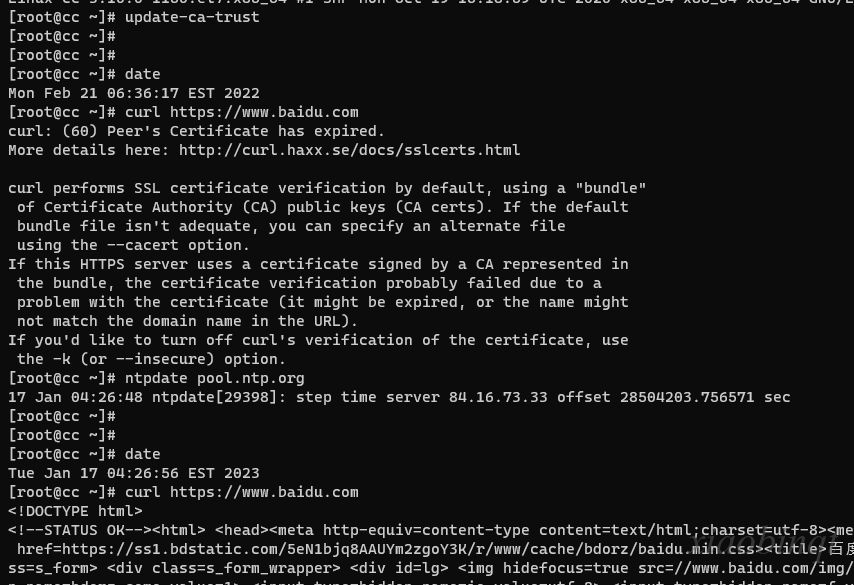 [root@cc ~]# update-ca-trust
[root@cc ~]#
[root@cc ~]#
[root@cc ~]# date
Mon Feb 21 06:36:17 EST 2022
[root@cc ~]# curl https://www.baidu.com
curl: (60) Peer's Certificate has expired.
More details here: http://curl.haxx.se/docs/sslcerts.html
curl performs SSL certificate verification by default, using a "bundle"
of Certificate Authority (CA) public keys (CA certs). If the default
bundle file isn't adequate, you can specify an alternate file
using the --cacert option.
If this HTTPS server uses a certificate signed by a CA represented in
the bundle, the certificate verification probably failed due to a
problem with the certificate (it might be expired, or the name might
not match the domain name in the URL).
If you'd like to turn off curl's verification of the certificate, use
the -k (or --insecure) option.
[root@cc ~]# ntpdate pool.ntp.org
17 Jan 04:26:48 ntpdate[29398]: step time server 84.16.73.33 offset 28504203.756571 sec
[root@cc ~]#
[root@cc ~]#
[root@cc ~]# date
Tue Jan 17 04:26:56 EST 2023
[root@cc ~]# curl https://www.baidu.com
<!DOCTYPE html>
<!--STATUS OK--><html> <head><meta http-equiv=content-type content=text/html;charset=utf-8><me
href=https://ss1.bdstatic.com/5eN1bjq8AAUYm2zgoY3K/r/www/cache/bdorz/baidu.min.css><title>百度
ss=s_form> <div class=s_form_wrapper> <div id=lg> <img hidefocus=true src=//www.baidu.com/img/